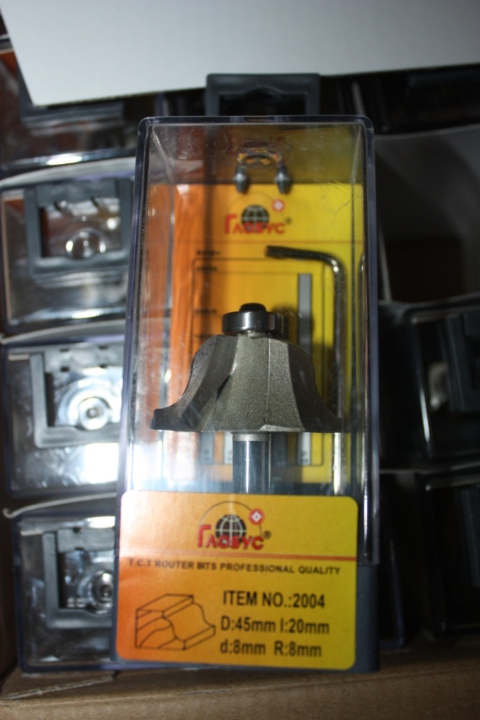 ГЛОБУС®
ГЛОБУС®
T.C.T ROUTER BITS PROFESSIONAL QUALITY
ITEM NO.:2004
D:45mm l:20mm
d:8mm R:8mm